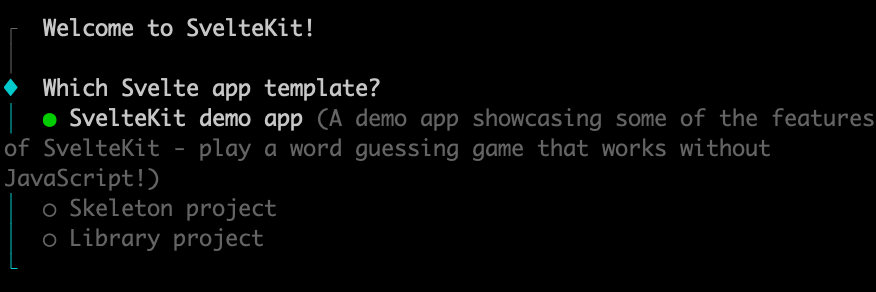 Welcome to SvelteKit!
Which Svelte app template?
SvelteKit demo app (A demo app showcasing some of the features
of SvelteKit - play a word guessing game that works without
JavaScript!)
Skeleton project
Library project